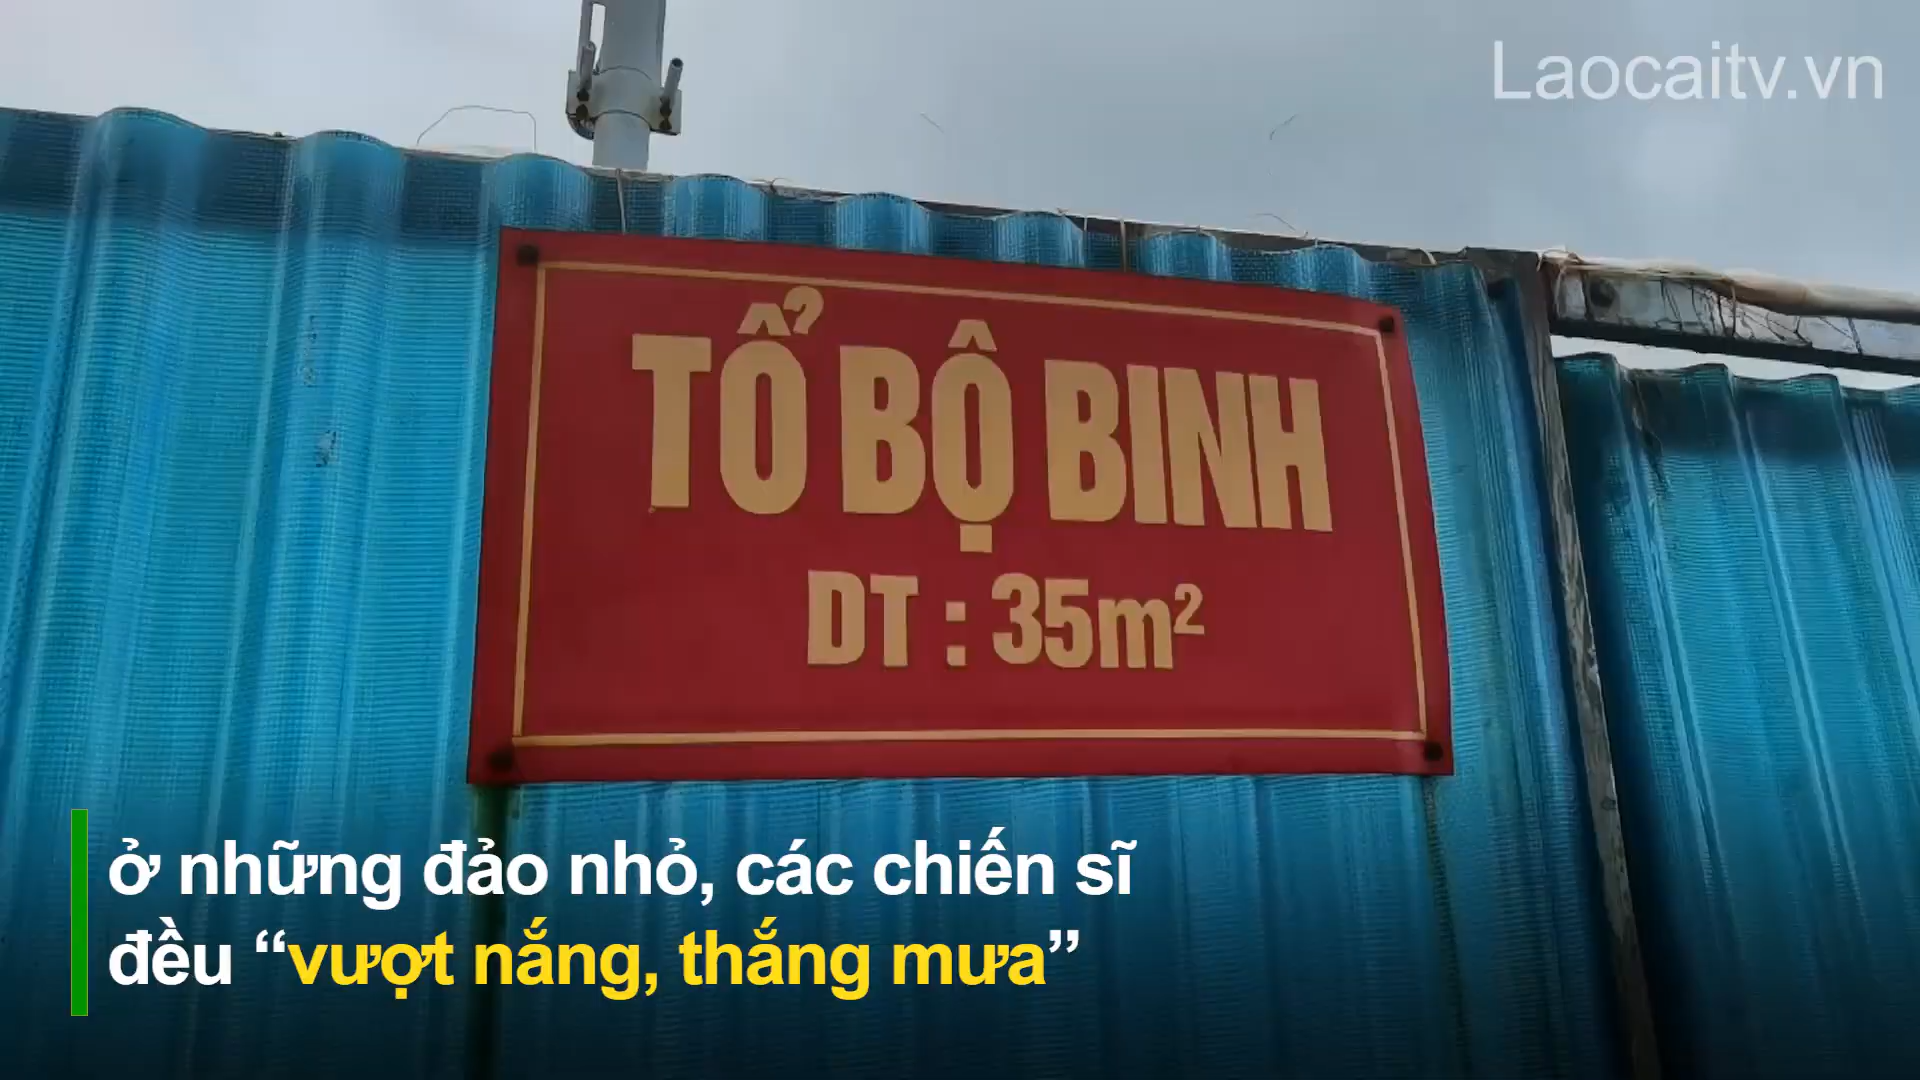 Laocaitv.vn
TỔ BỘ BINH
DT : 35m²
ở những đảo nhỏ, các chiến sĩ
đều “vượt nắng, thắng mưa”